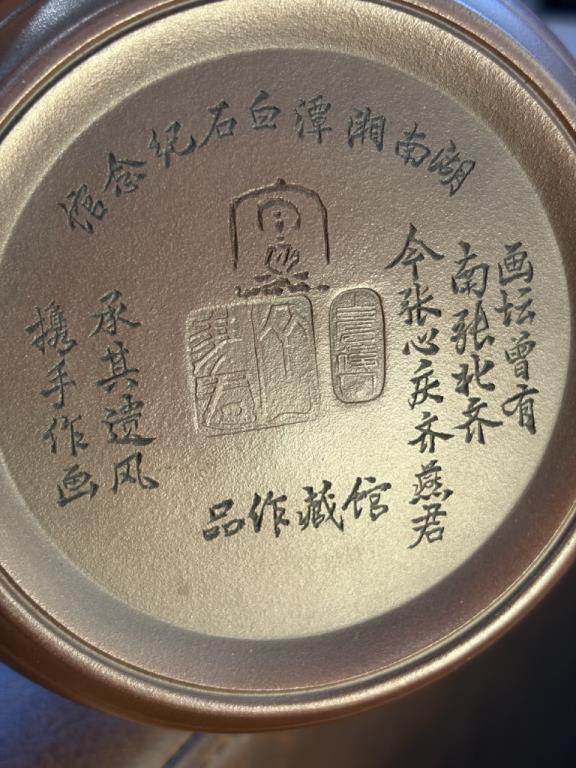 湖南湘潭白石纪念馆
画坛曾有
南张北齐
今张心庆齐燕君
承其遗风
携手作画
馆藏作品